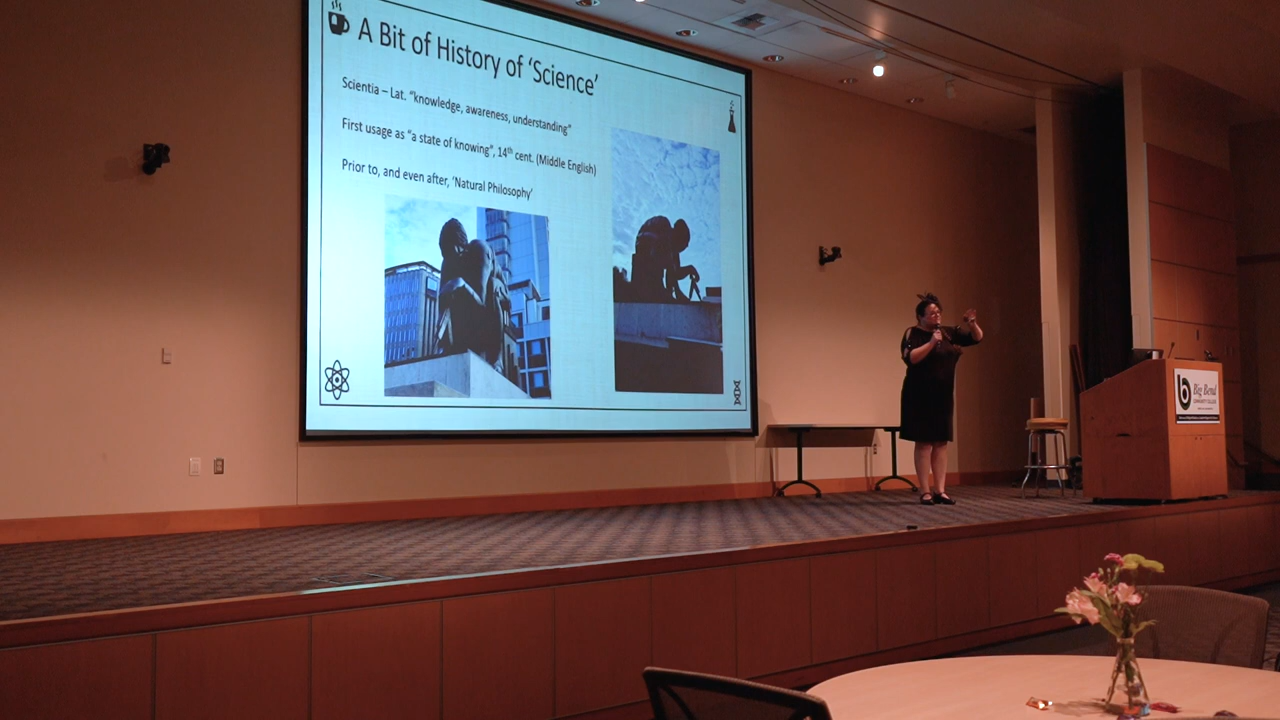 A Bit of History of ‘Science’
Scientia – Lat. “knowledge, awareness, understanding”
First usage as “a state of knowing”, 14th cent. (Middle English)
Prior to, and even after, ‘Natural Philosophy’
b
Big Bend
COMMUNITY COLLEGE